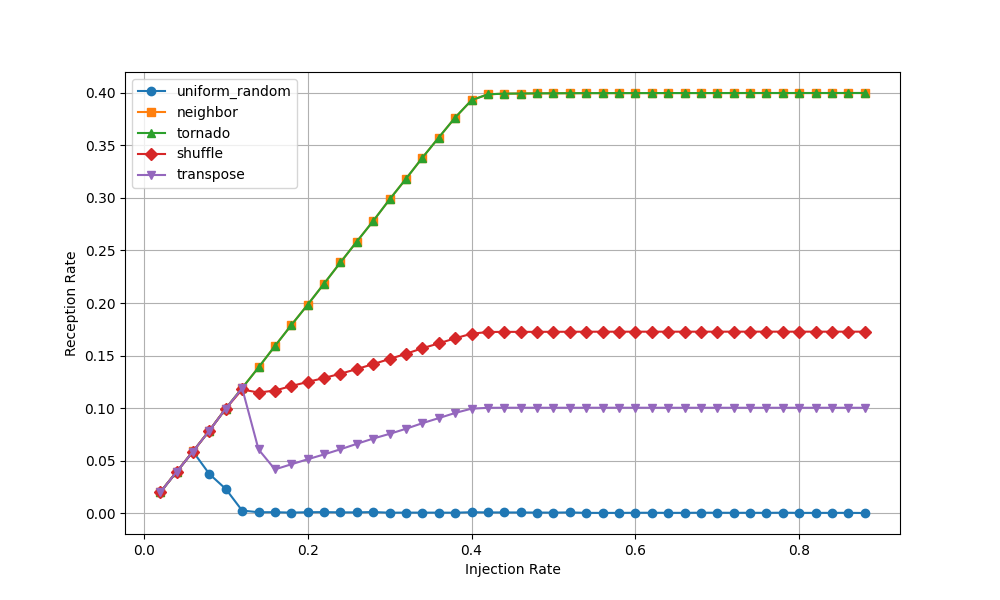 uniform_random
neighbor
tornado
shuffle
transpose
Reception Rate
0.40
0.35
0.30
0.25
0.20
0.15
0.10
0.05
0.00
0.0 0.2 0.4 0.6 0.8
Injection Rate